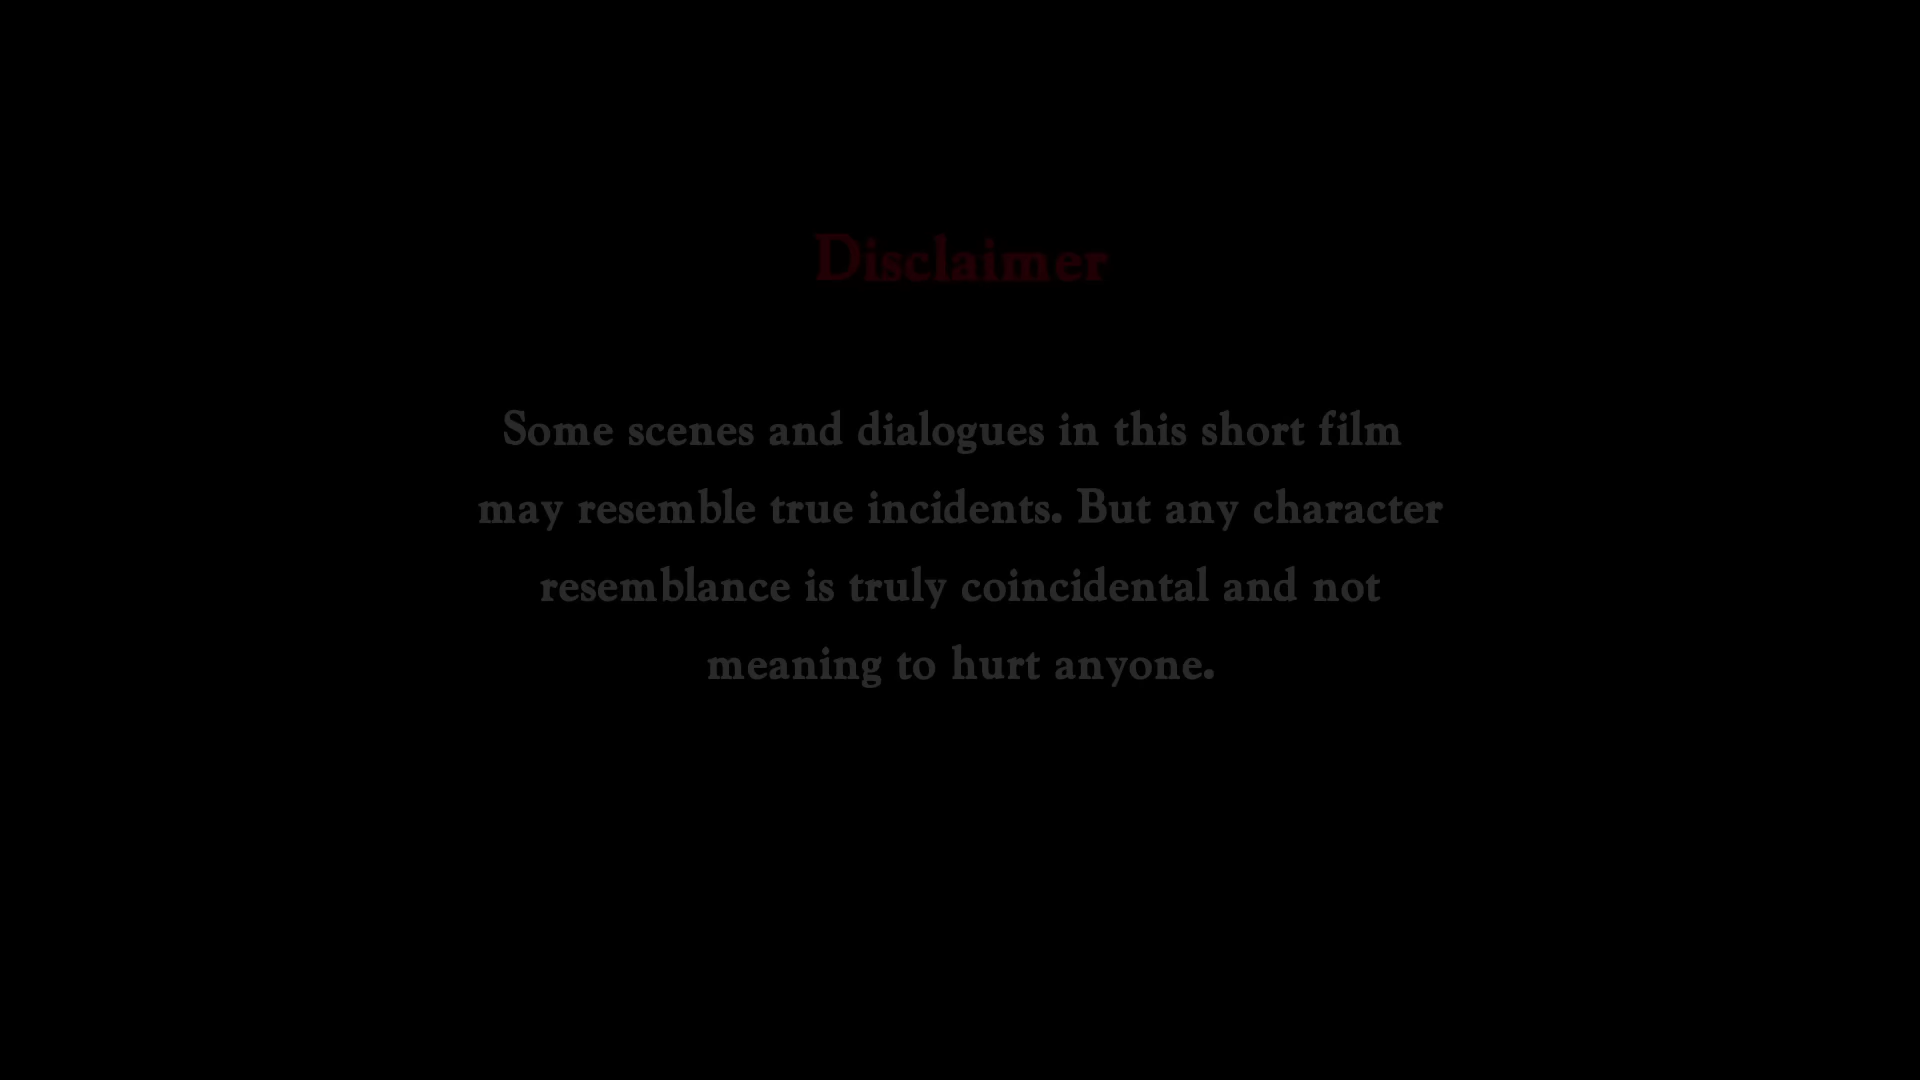 Disclaimer
Some scenes and dialogues in this short film
may resemble true incidents. But any character
resemblance is truly coincidental and not
meaning to hurt anyone.